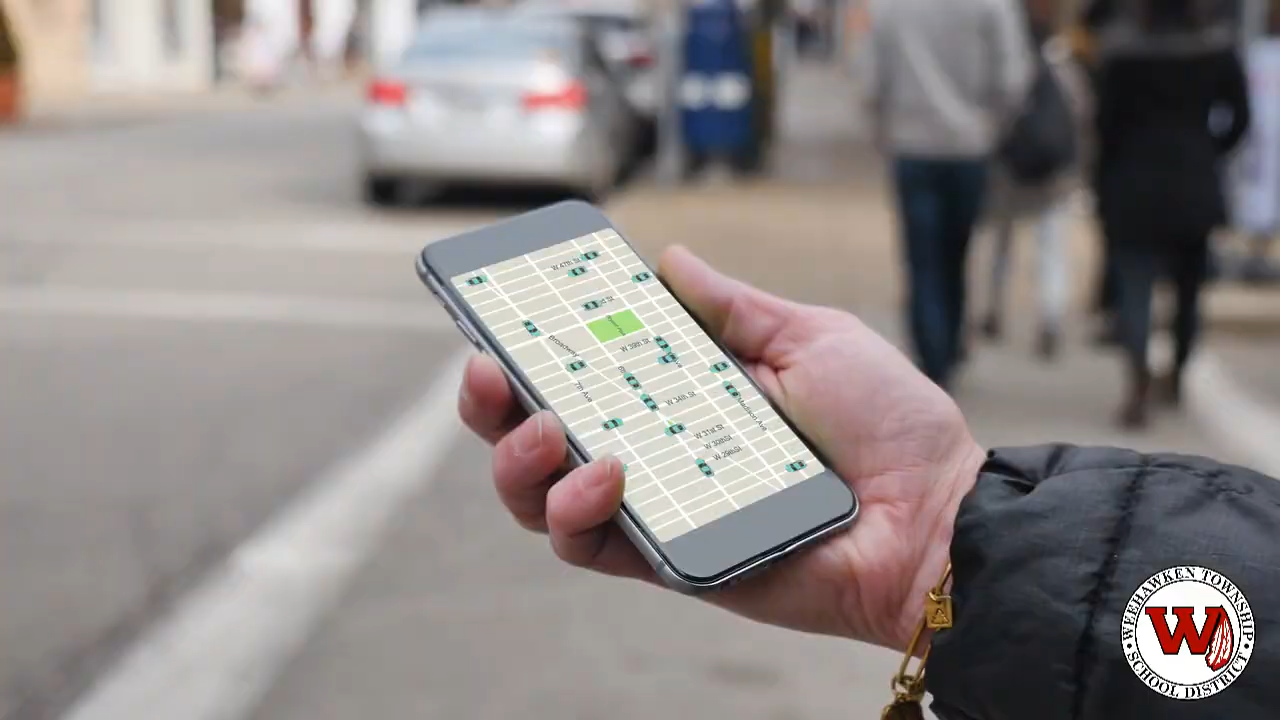 W 47th St
Broadway
W 39th St
7th Ave
W 34th St
Madison Ave
W 31st St
W 30th St
W 29th St
WEEHAWKEN TOWNSHIP
W
SCHOOL DISTRICT